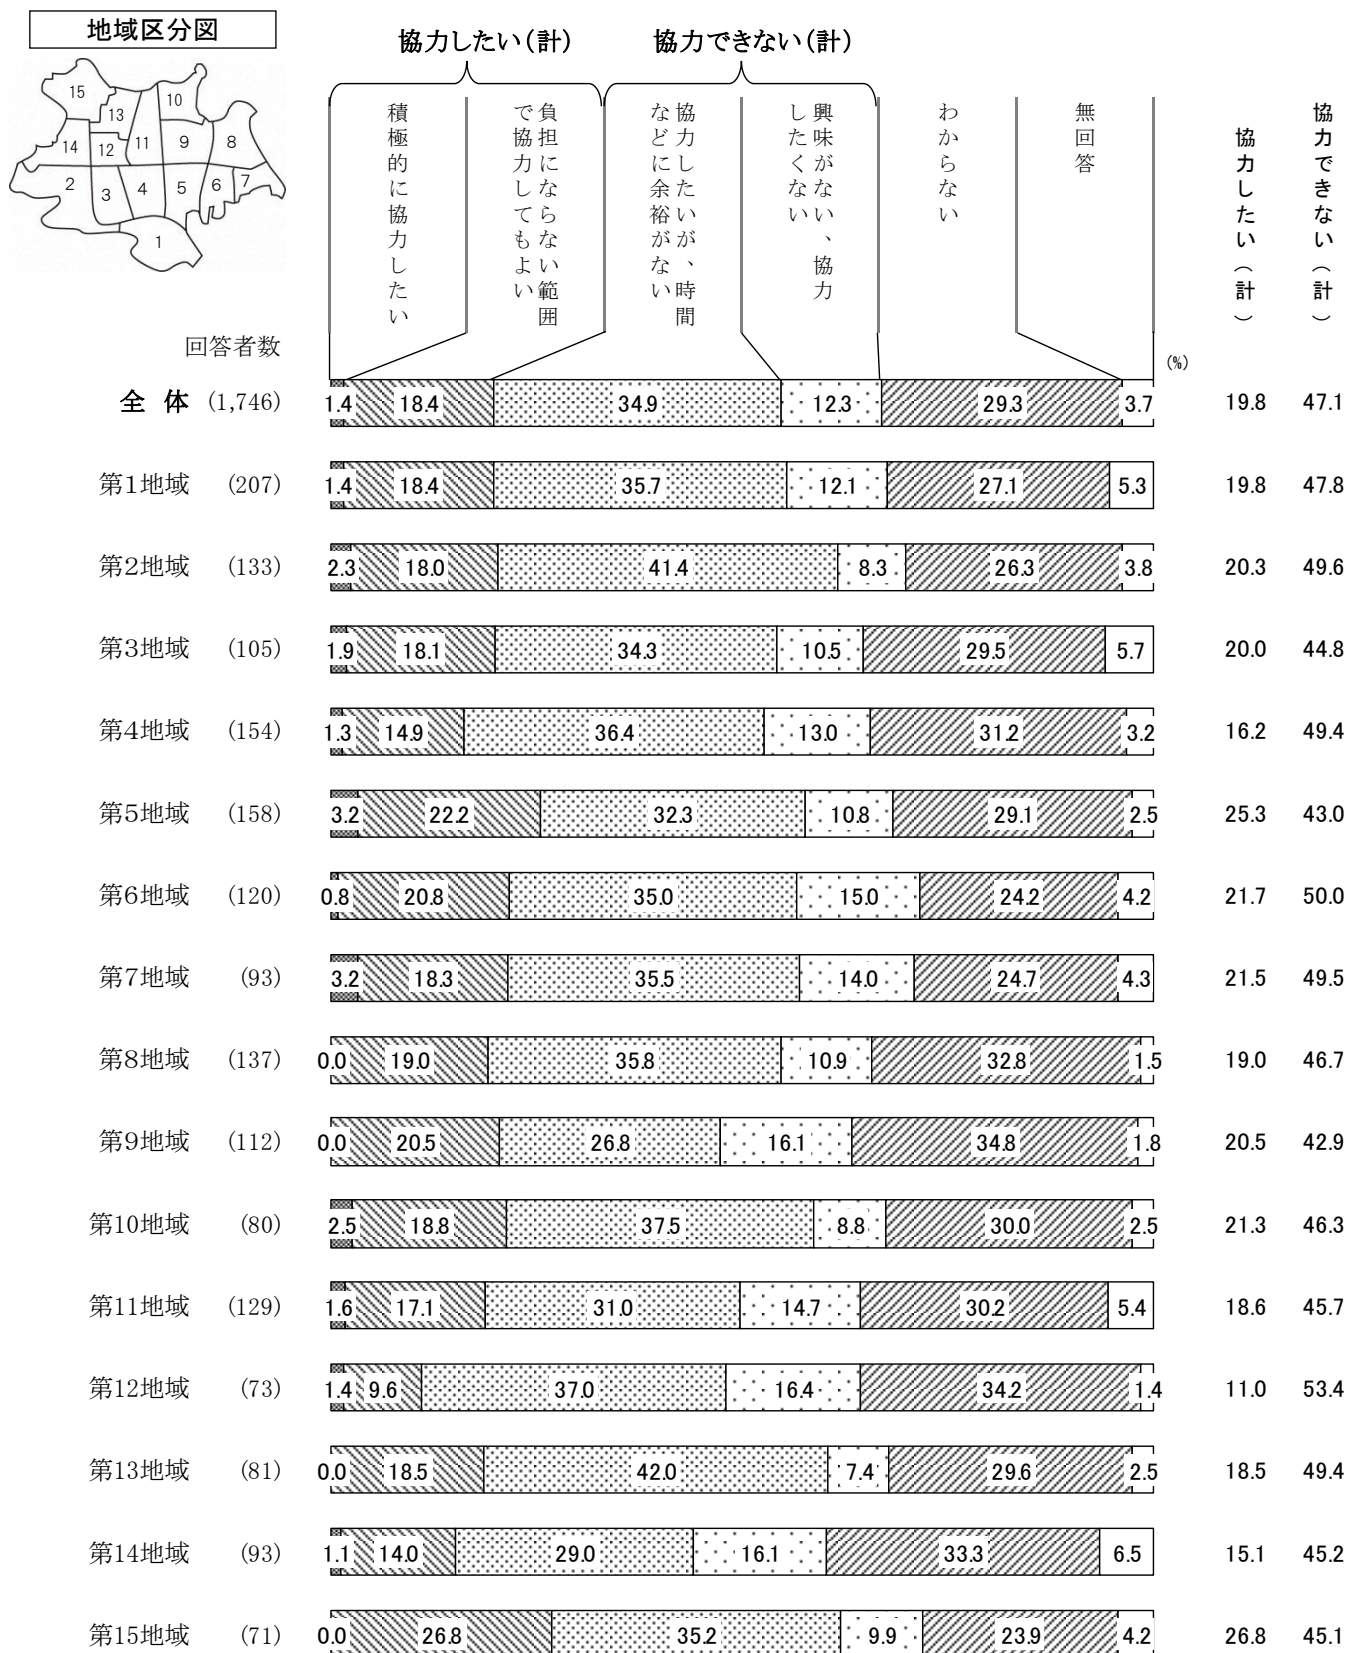 地域区分図
15
13
10
14
12
11
9
8
2
3
4
5
6
7
1
協力したい(計)
協力できない(計)
積極的に協力したい
負担にならない範囲
で協力してもよい
協力したいが、時間
などに余裕がない
興味がない、協力
したくない
わからない
無回答
協力したい(計)
協力できない(計)
回答者数
(%)
全体 (1,746) 1.4 18.4 34.9 12.3 29.3 3.7 19.8 47.1
第1地域 (207) 1.4 18.4 35.7 12.1 27.1 5.3 19.8 47.8
第2地域 (133) 2.3 18.0 41.4 8.3 26.3 3.8 20.3 49.6
第3地域 (105) 1.9 18.1 34.3 10.5 29.5 5.7 20.0 44.8
第4地域 (154) 1.3 14.9 36.4 13.0 31.2 3.2 16.2 49.4
第5地域 (158) 3.2 22.2 32.3 10.8 29.1 2.5 25.3 43.0
第6地域 (120) 0.8 20.8 35.0 15.0 24.2 4.2 21.7 50.0
第7地域 (93) 3.2 18.3 35.5 14.0 24.7 4.3 21.5 49.5
第8地域 (137) 0.0 19.0 35.8 10.9 32.8 1.5 19.0 46.7
第9地域 (112) 0.0 20.5 26.8 16.1 34.8 1.8 20.5 42.9
第10地域 (80) 2.5 18.8 37.5 8.8 30.0 2.5 21.3 46.3
第11地域 (129) 1.6 17.1 31.0 14.7 30.2 5.4 18.6 45.7
第12地域 (73) 1.4 9.6 37.0 16.4 34.2 1.4 11.0 53.4
第13地域 (81) 0.0 18.5 42.0 7.4 29.6 2.5 18.5 49.4
第14地域 (93) 1.1 14.0 29.0 16.1 33.3 6.5 15.1 45.2
第15地域 (71) 0.0 26.8 35.2 9.9 23.9 4.2 26.8 45.1